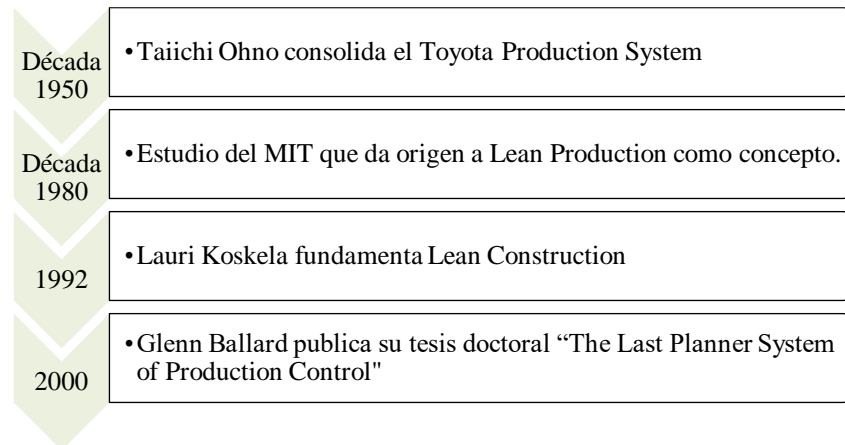 Década
1950
•Taiichi Ohno consolida el Toyota Production System
Década
1980
•Estudio del MIT que da origen a Lean Production como concepto.
1992
•Lauri Koskela fundamenta Lean Construction
2000
•Glenn Ballard publica su tesis doctoral “The Last Planner System
of Production Control"